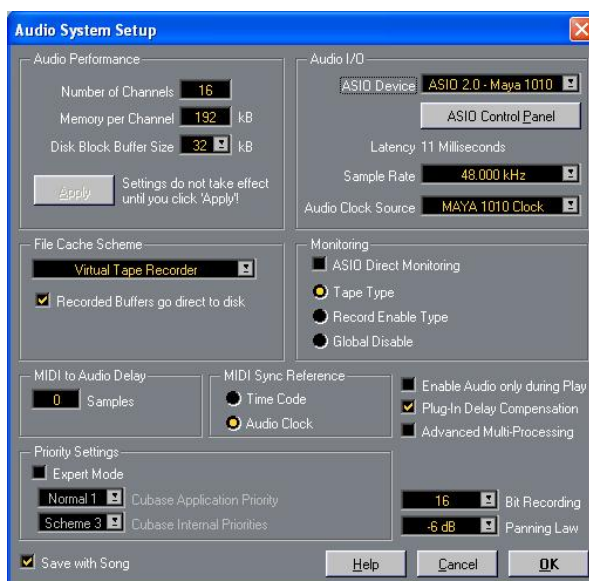 Audio System Setup
Audio Performance
Number of Channels 16
Memory per Channel 192 kB
Disk Block Buffer Size 32 kB
Apply
Settings do not take effect
until you click 'Apply'!
Audio I/O
ASIO Device ASIO 2.0 - Maya 1010
ASIO Control Panel
Latency 11 Milliseconds
Sample Rate 48.000 kHz
Audio Clock Source MAYA 1010 Clock
File Cache Scheme
Virtual Tape Recorder
Recorded Buffers go direct to disk
Monitoring
ASIO Direct Monitoring
Tape Type
Record Enable Type
Global Disable
MIDI to Audio Delay
0 Samples
MIDI Sync Reference
Time Code
Audio Clock
Enable Audio only during Play
Plug-In Delay Compensation
Advanced Multi-Processing
Priority Settings
Expert Mode
Normal 1 Cubase Application Priority
Scheme 3 Cubase Internal Priorities
16 Bit Recording
-6 dB Panning Law
Save with Song
Help
Cancel
OK